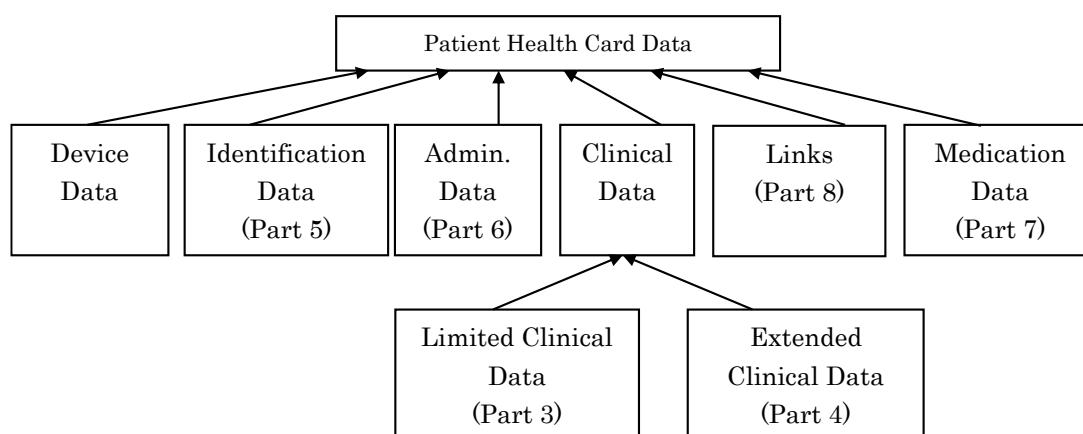 Patient Health Card Data
Device
Data
Identification
Data
(Part 5)
Admin.
Data
(Part 6)
Clinical
Data
Links
(Part 8)
Medication
Data
(Part 7)
Limited Clinical
Data
(Part 3)
Extended
Clinical Data
(Part 4)